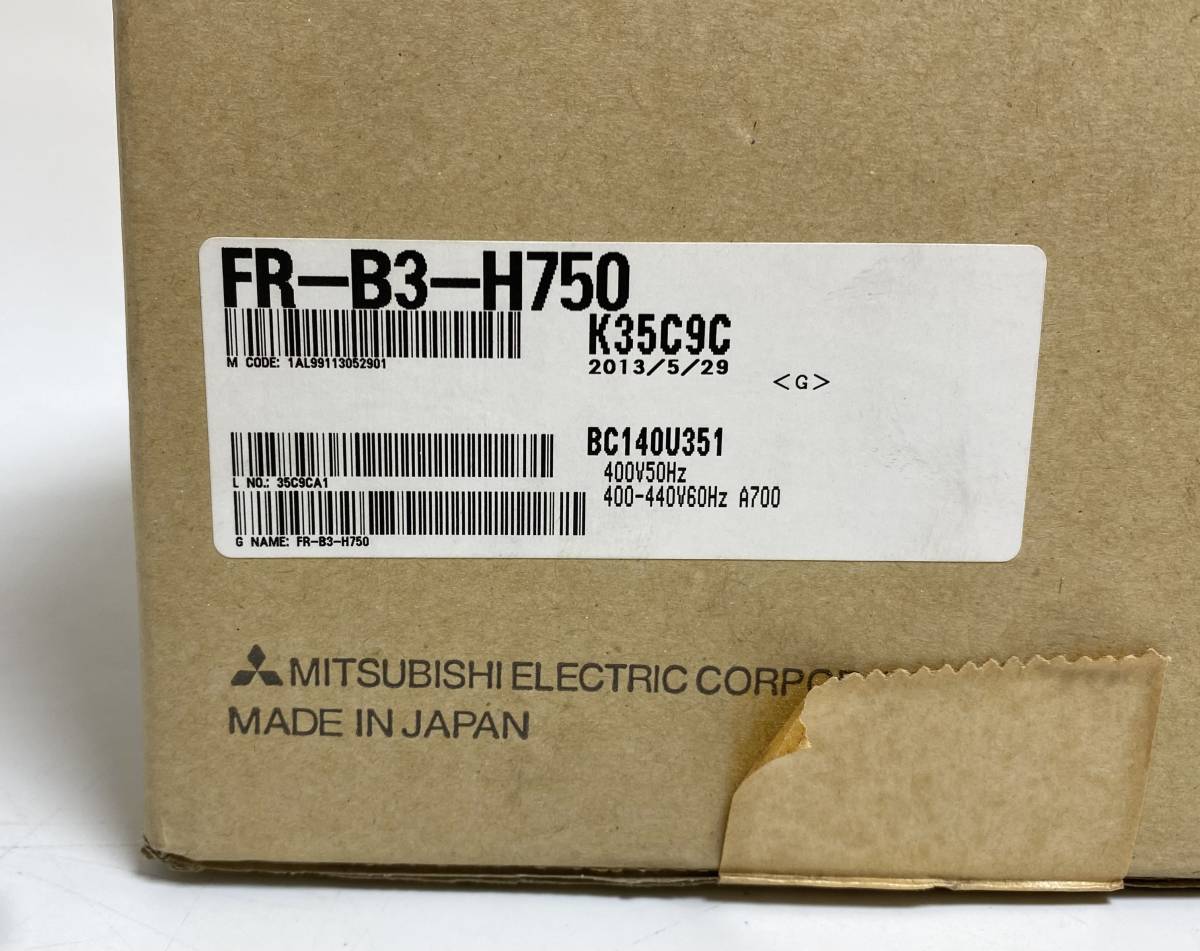 FR-B3-H750
K35C9C
M CODE: 1AL99113052901
2013/5/29
<G>
BC140U351
L NO.: 35C9CA1
400V50Hz
400-440V60Hz A700
G NAME: FR-B3-H750
MITSUBISHI ELECTRIC
MADE IN JAPAN